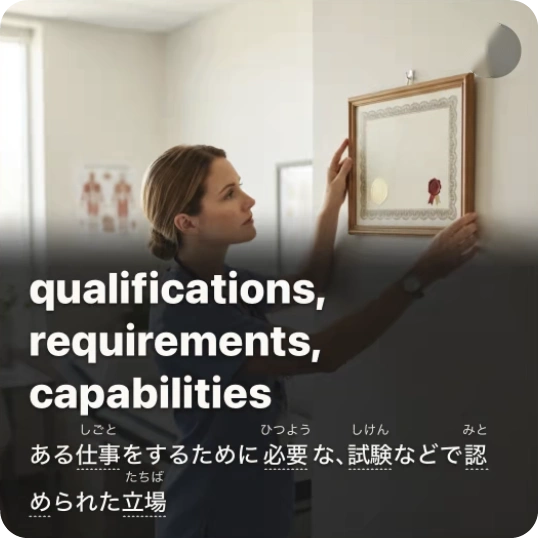 qualifications,
requirements,
capabilities
ある仕事をするために必要な、試験などで認
められた立場